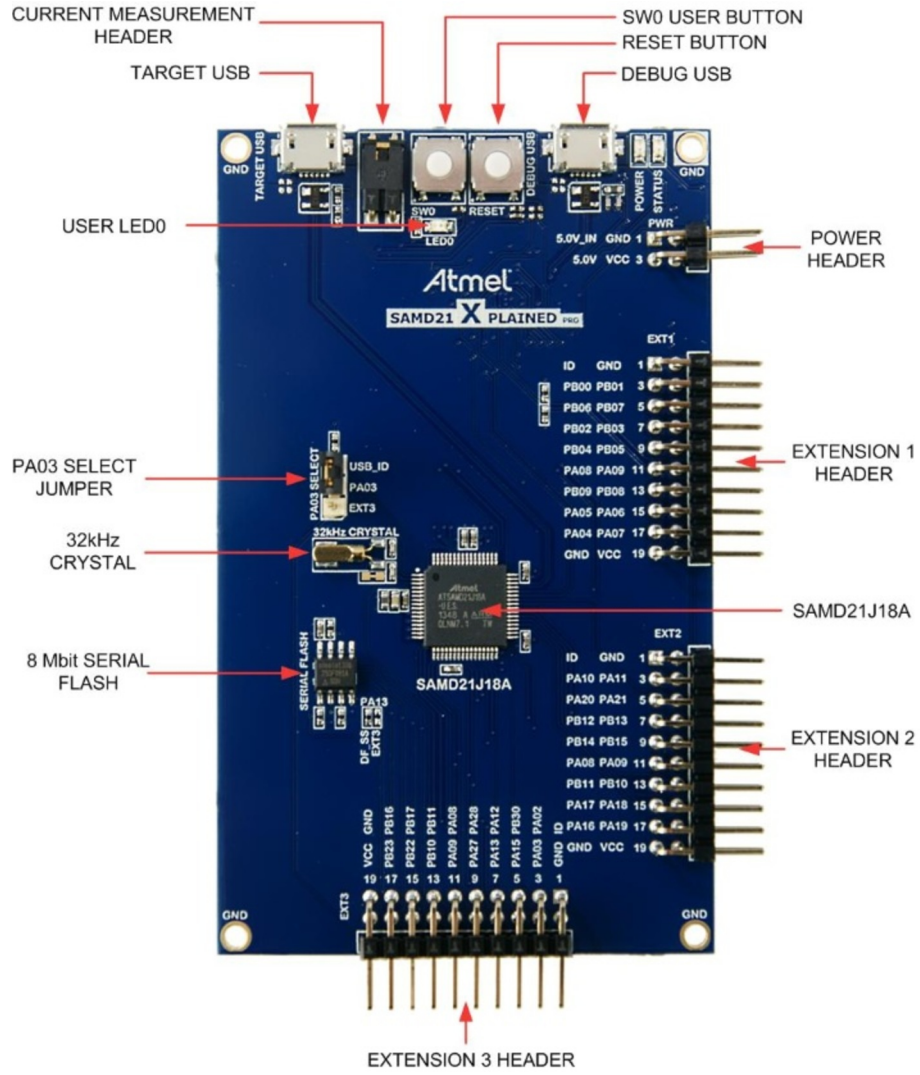 CURRENT MEASUREMENT
HEADER
SW0 USER BUTTON
RESET BUTTON
TARGET USB
DEBUG USB
GND
TARGET USB
SW0
RESET
DEBUG USB
POWER
STATUS
GND
USER LED0
LED0
PWR
5.0V_IN GND 1
5.0V VCC 3
POWER
HEADER
Atmel
SAMD21 XPLAINED PRO
EXT1
ID GND 1
PB00 PB01 3
PB06 PB07 5
PB02 PB03 7
PB04 PB05 9
PA08 PA09 11
PB09 PB08 13
PA05 PA06 15
PA04 PA07 17
GND VCC 19
EXTENSION 1
HEADER
PA03 SELECT
JUMPER
PA03 SELECT
USB_ID
PA03
EXT3
32kHz
CRYSTAL
32kHz CRYSTAL
Atmel
ATSAMD21J18A
SAMD21J18A
SAMD21J18A
8 Mbit SERIAL
FLASH
SERIAL FLASH
PA13
DF_SS
EXT3
EXT2
ID GND 1
PA10 PA11 3
PA20 PA21 5
PB12 PB13 7
PB14 PB15 9
PA08 PA09 11
PB11 PB10 13
PA17 PA18 15
PA16 PA19 17
GND VCC 19
EXTENSION 2
HEADER
EXT3
19 VCC GND
17 PB23 PB16
15 PB22 PB17
13 PB10 PB11
11 PA09 PA08
9 PA27 PA28
7 PA13 PA12
5 PA15 PB30
3 PA03 PA02
1 GND ID
GND
GND
EXTENSION 3 HEADER